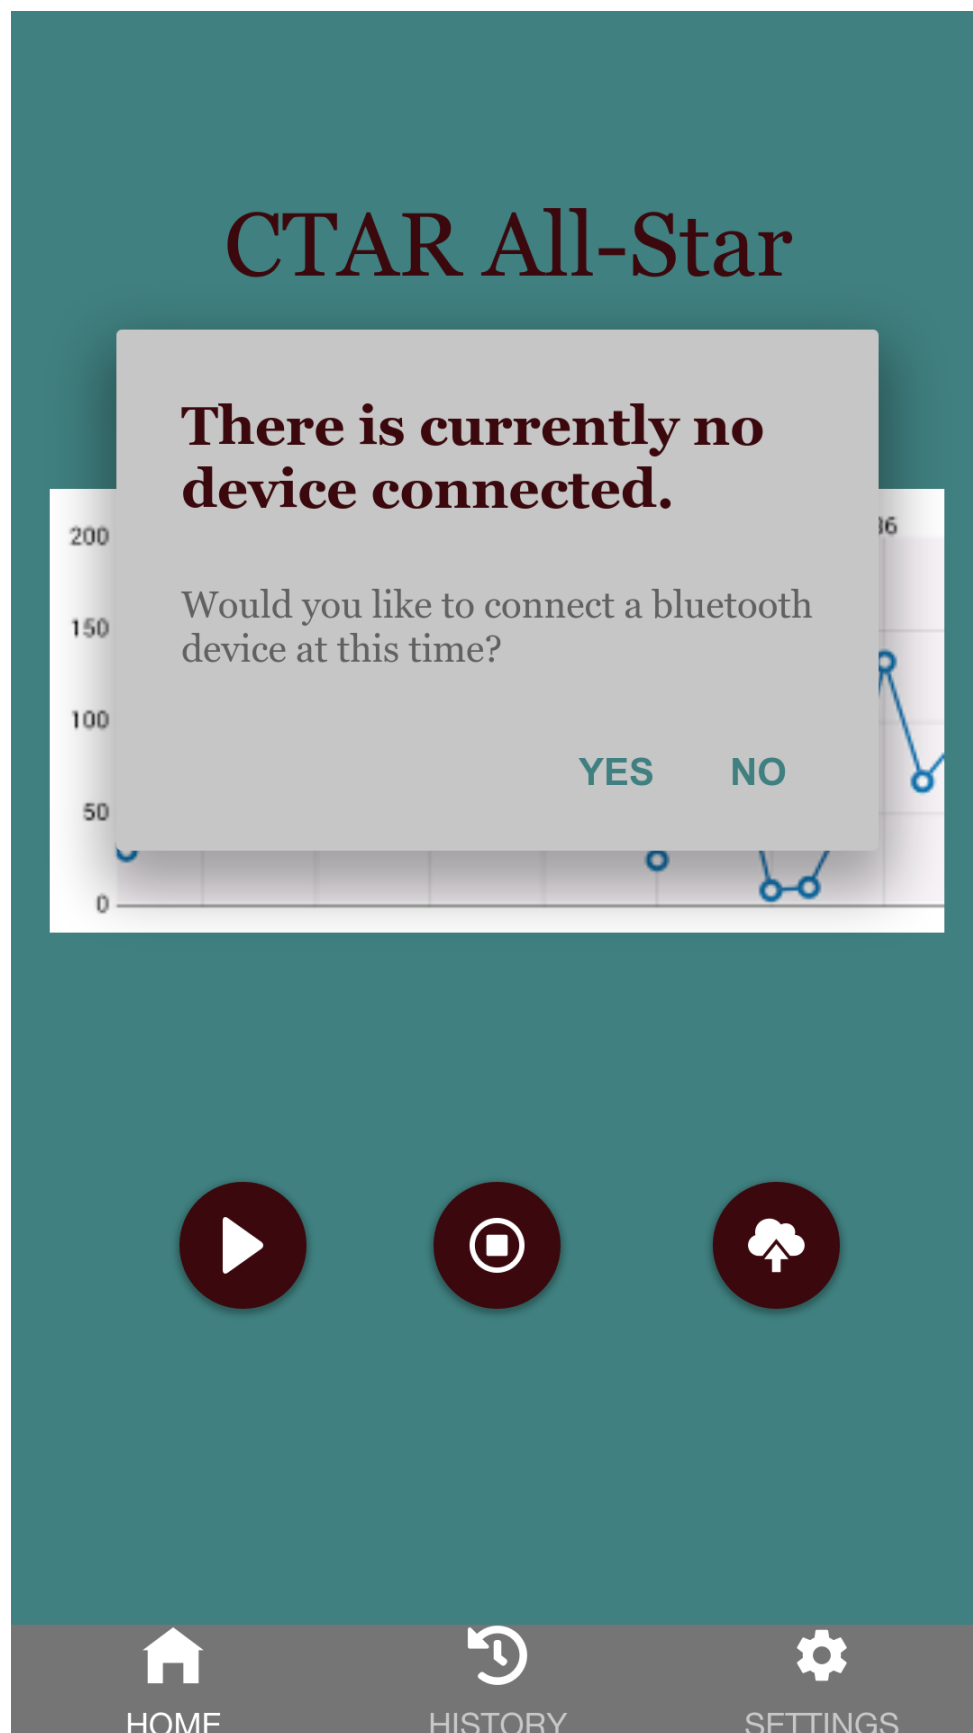 CTAR All-Star
There is currently no
device connected.
Would you like to connect a bluetooth
device at this time?
YES NO
200
150
100
50
0
HOME HISTORY SETTINGS